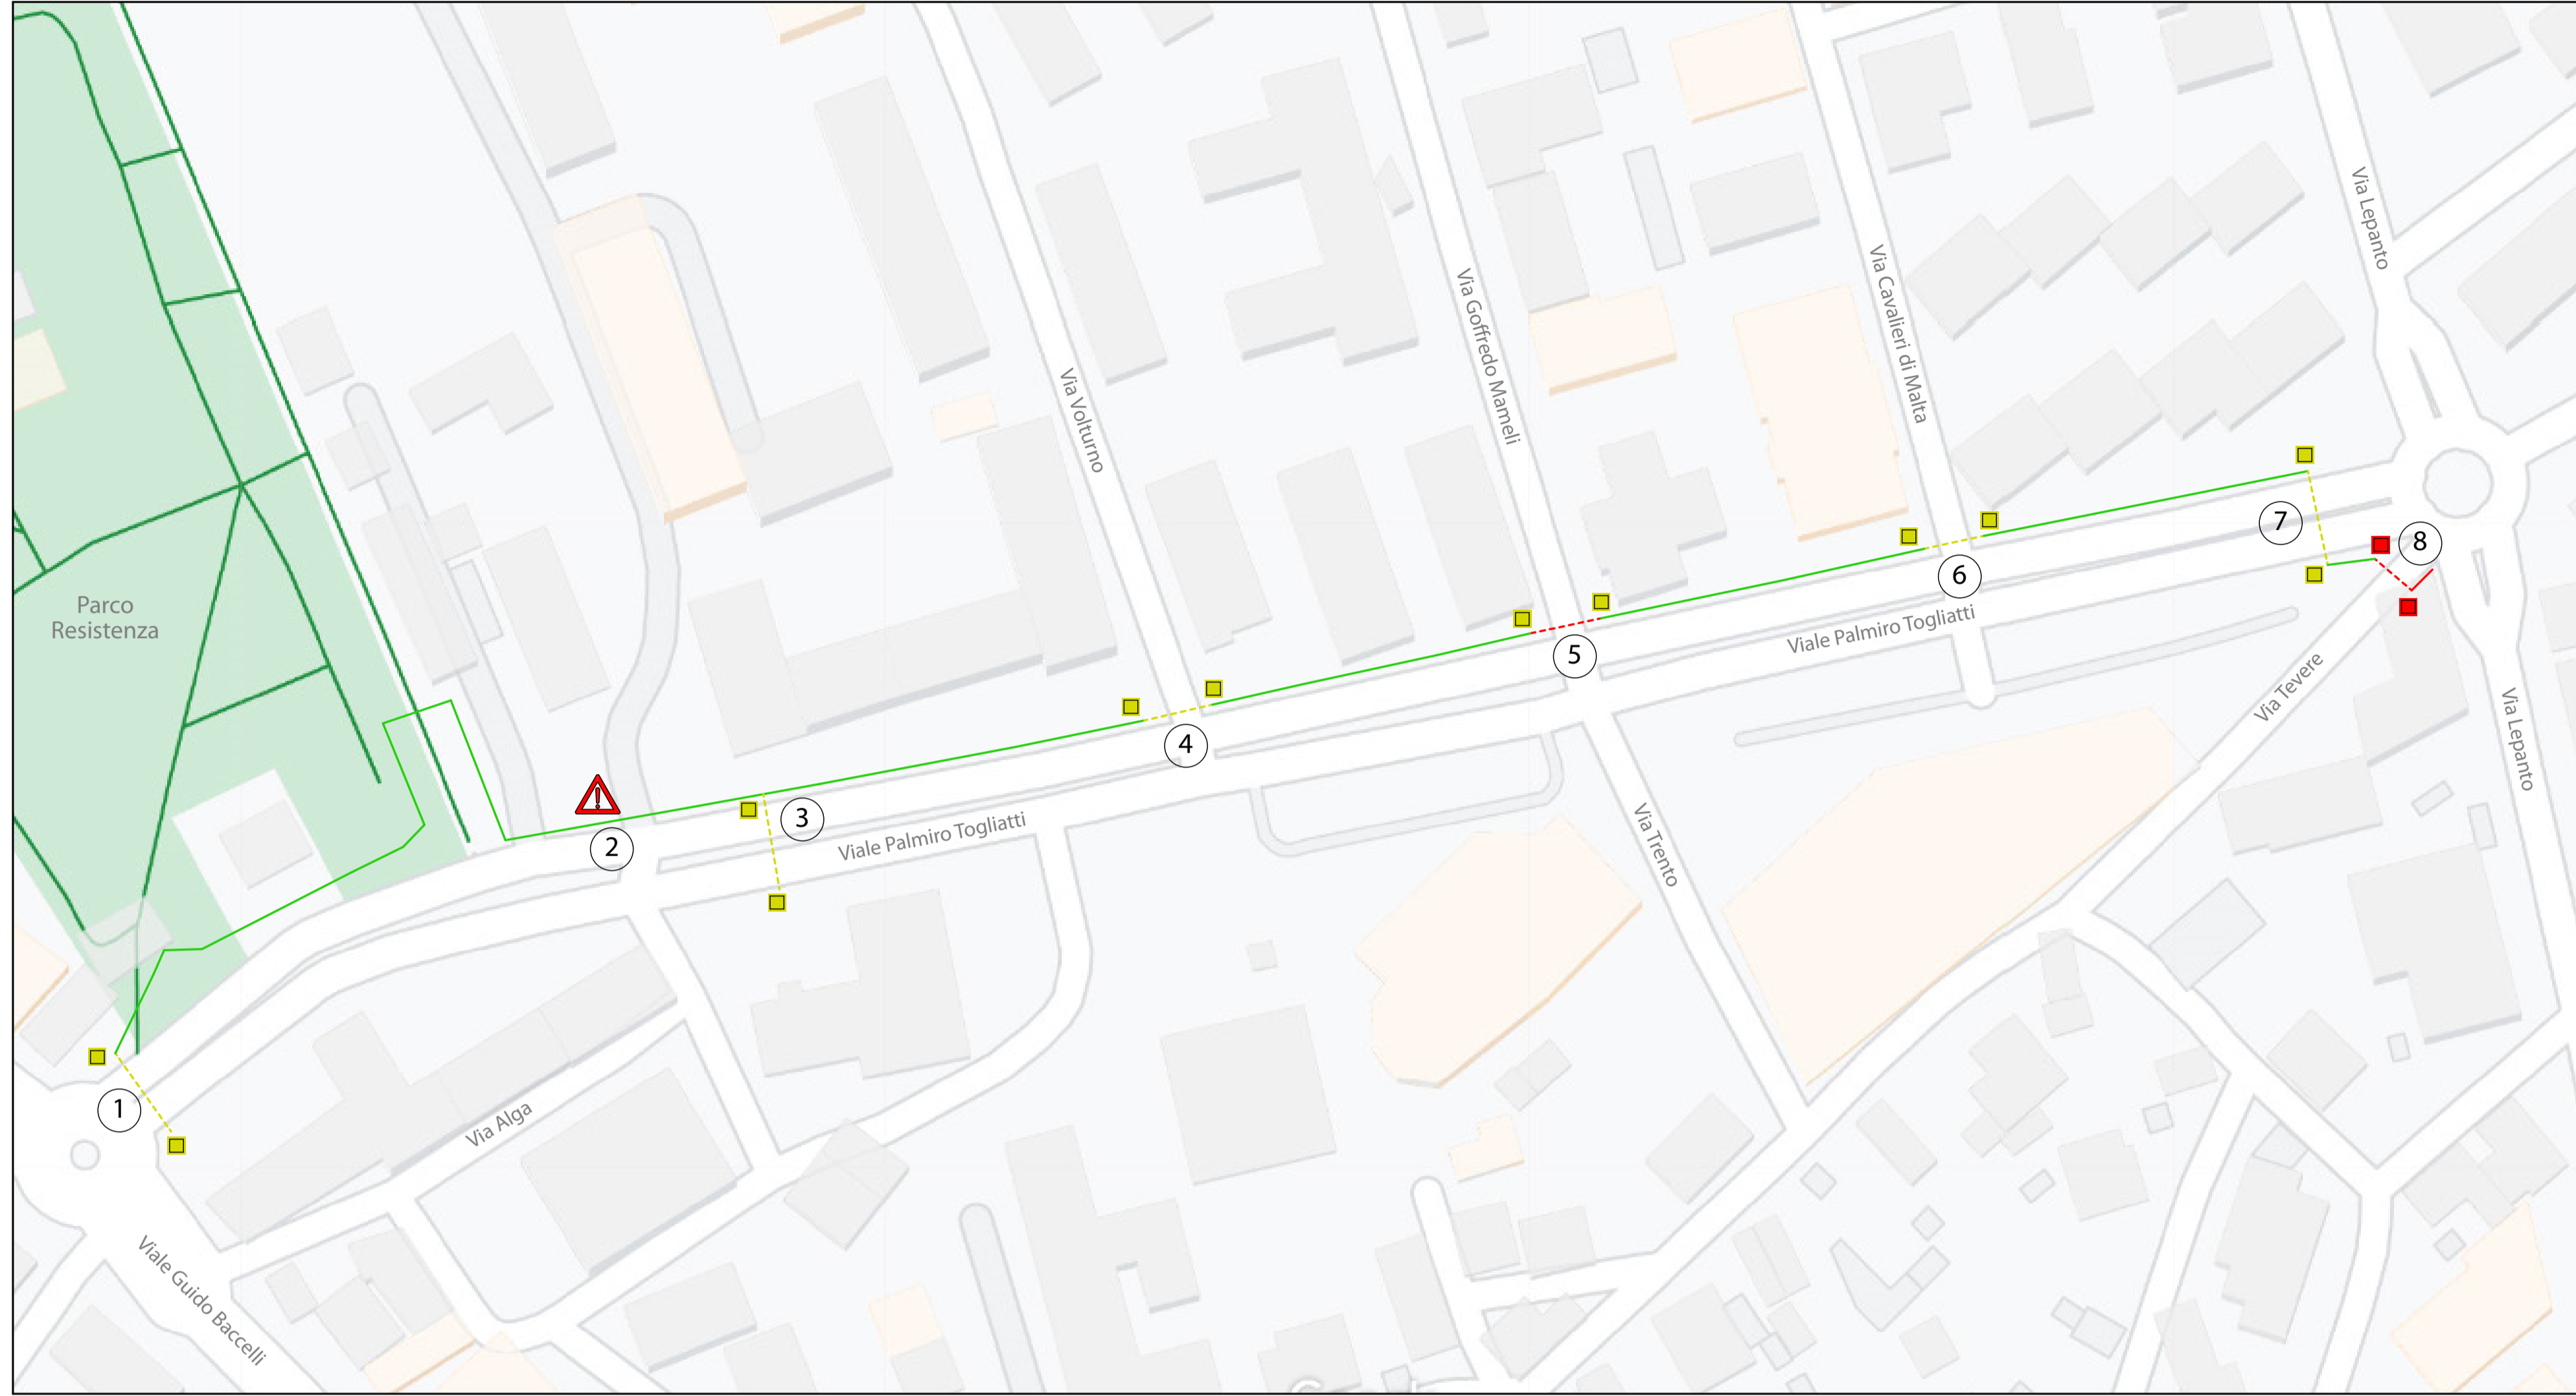 Via Lepanto
Via Cavalieri di Malta
Via Goffredo Mameli
Via Volturno
7
8
6
Parco
Resistenza
Viale Palmiro Togliatti
5
Via Tevere
4
Via Lepanto
!
3
2
Viale Palmiro Togliatti
Via Trento
1
Via Alga
Viale Guido Baccelli